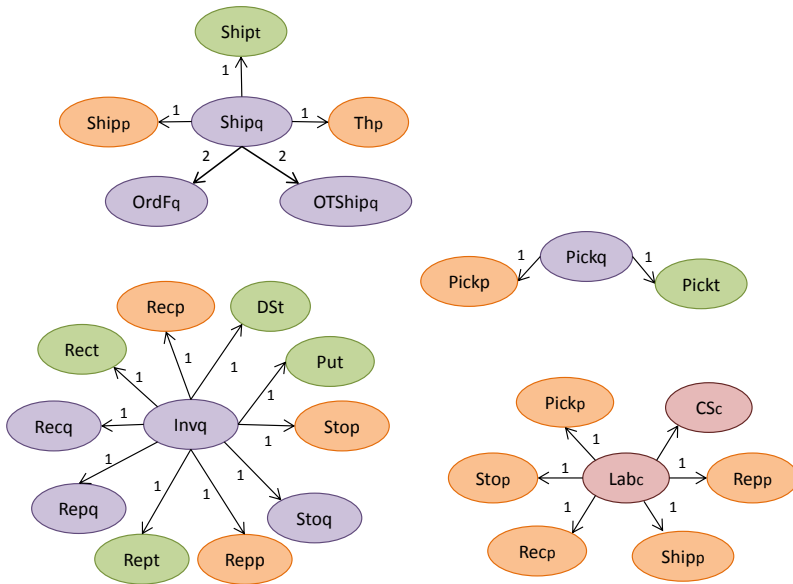 Shipt
1
Shipp
1
Shipq
1
Thp
2
2
OrdFq
OTShipq
Pickq
1
1
Pickp
Pickt
Recp
DSt
Rect
1
1
Put
1
1
Recq
1
Invq
1
Stop
1
1
Repq
1
1
1
Stoq
Rept
Repp
Pickp
CSc
1
Stop
1
Labc
1
Repp
1
1
Recp
Shipp